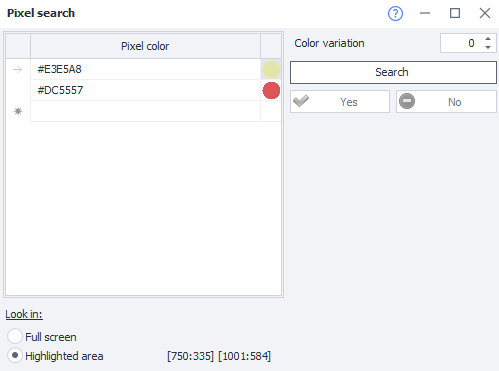 Pixel search
Pixel color
#E3E5A8
#DC5557
Color variation 0
Search
Yes No
Look in:
Full screen
Highlighted area [750:335] [1001:584]